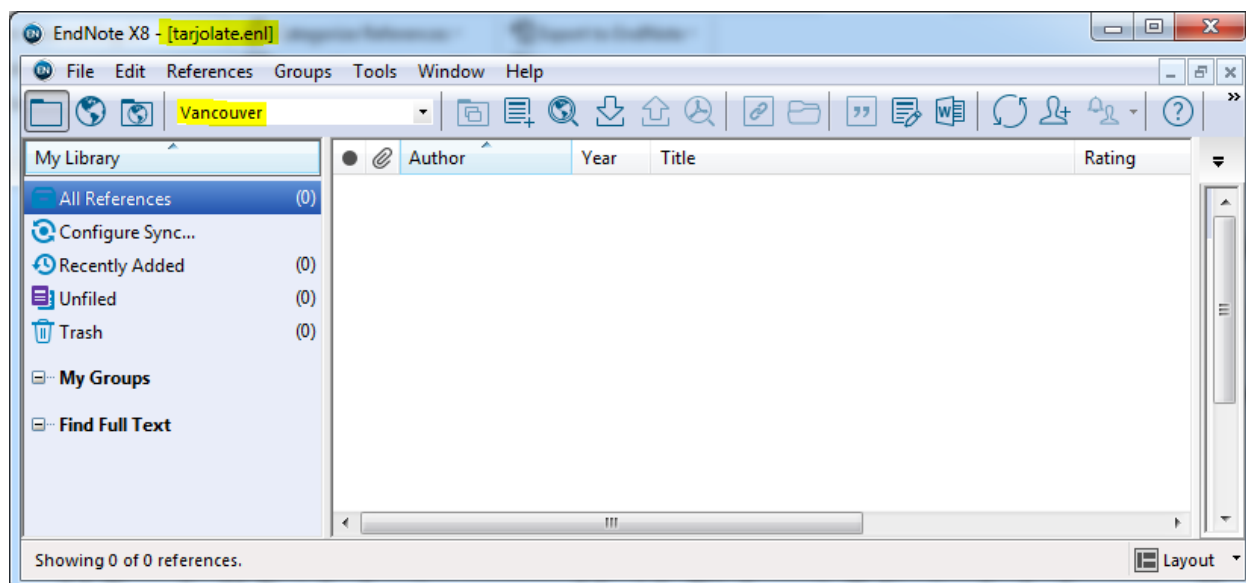 EndNote X8 - [tarjolate.enl]
File Edit References Groups Tools Window Help
Vancouver
My Library
Author Year Title Rating
All References (0)
Configure Sync...
Recently Added (0)
Unfiled (0)
Trash (0)
My Groups
Find Full Text
Showing 0 of 0 references.
Layout